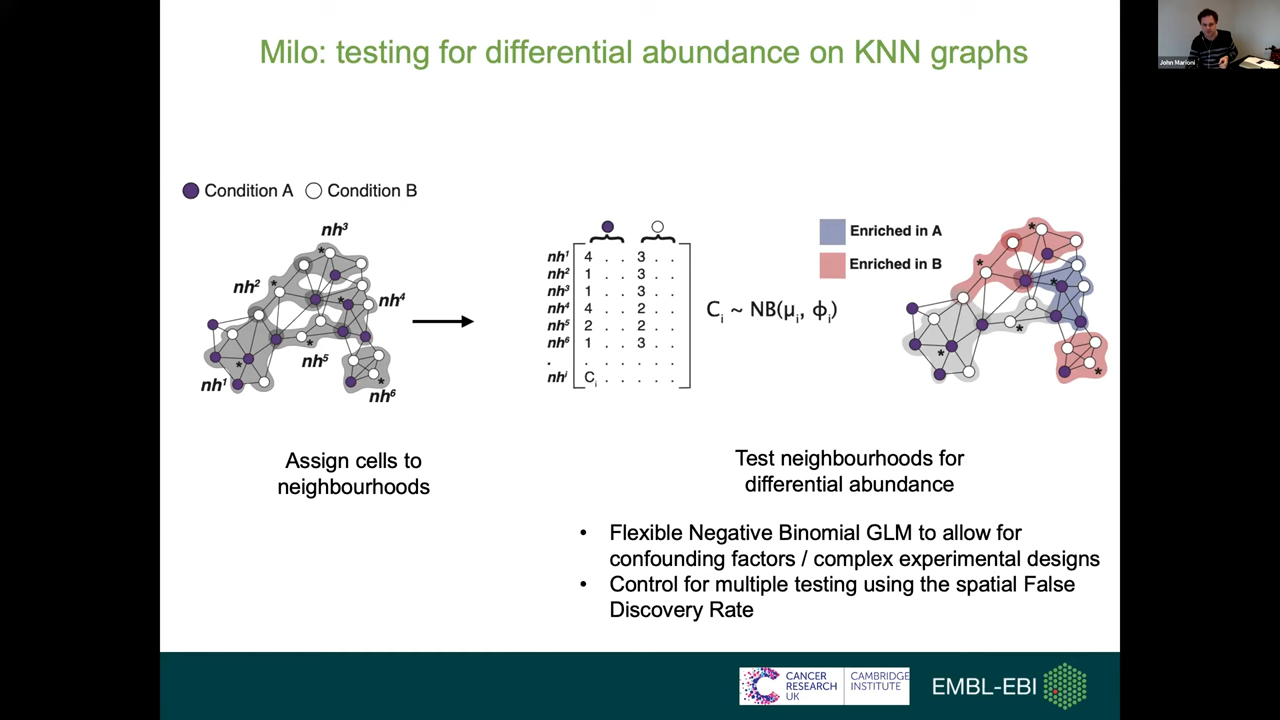 Milo: testing for differential abundance on KNN graphs
John Marioni
Condition A
Condition B
nh³
nh²
nh⁴
nh⁵
nh¹
nh⁶
* * * * * *
nh¹ 4 . . 3 . .
nh² 1 . . 3 . .
nh³ 1 . . 3 . .
nh⁴ 4 . . 2 . .
nh⁵ 2 . . 2 . .
nh⁶ 1 . . 3 . .
. . . . . . .
nhⁱ Cᵢ . . . . .
Cᵢ ~ NB(μᵢ, ϕᵢ)
Enriched in A
Enriched in B
* * * * * *
Assign cells to
neighbourhoods
Test neighbourhoods for
differential abundance
• Flexible Negative Binomial GLM to allow for
confounding factors / complex experimental designs
• Control for multiple testing using the spatial False
Discovery Rate
CANCER
RESEARCH
UK
CAMBRIDGE
INSTITUTE
EMBL-EBI